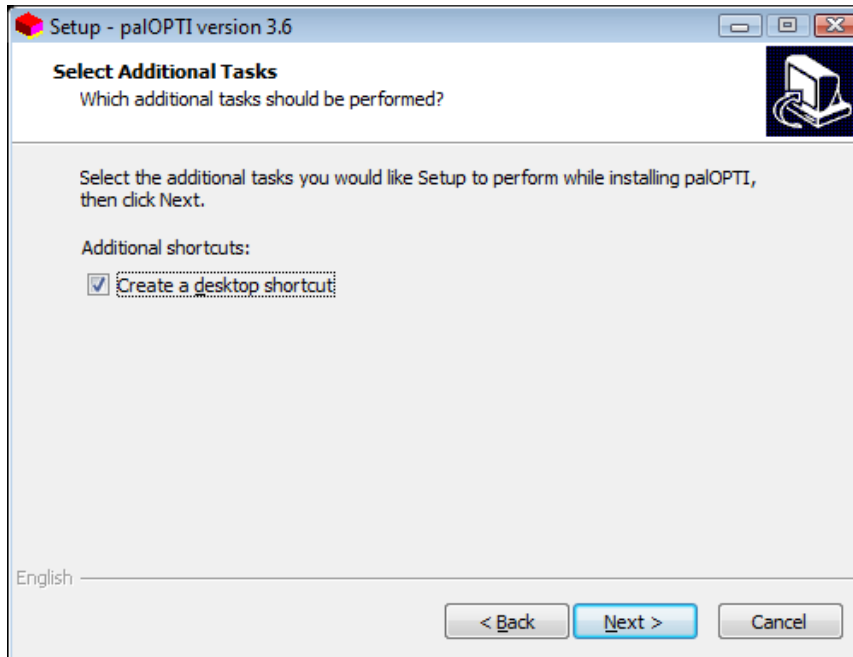 Setup - palOPTI version 3.6
Select Additional Tasks
Which additional tasks should be performed?
Select the additional tasks you would like Setup to perform while installing palOPTI,
then click Next.
Additional shortcuts:
Create a desktop shortcut
English
< Back Next > Cancel